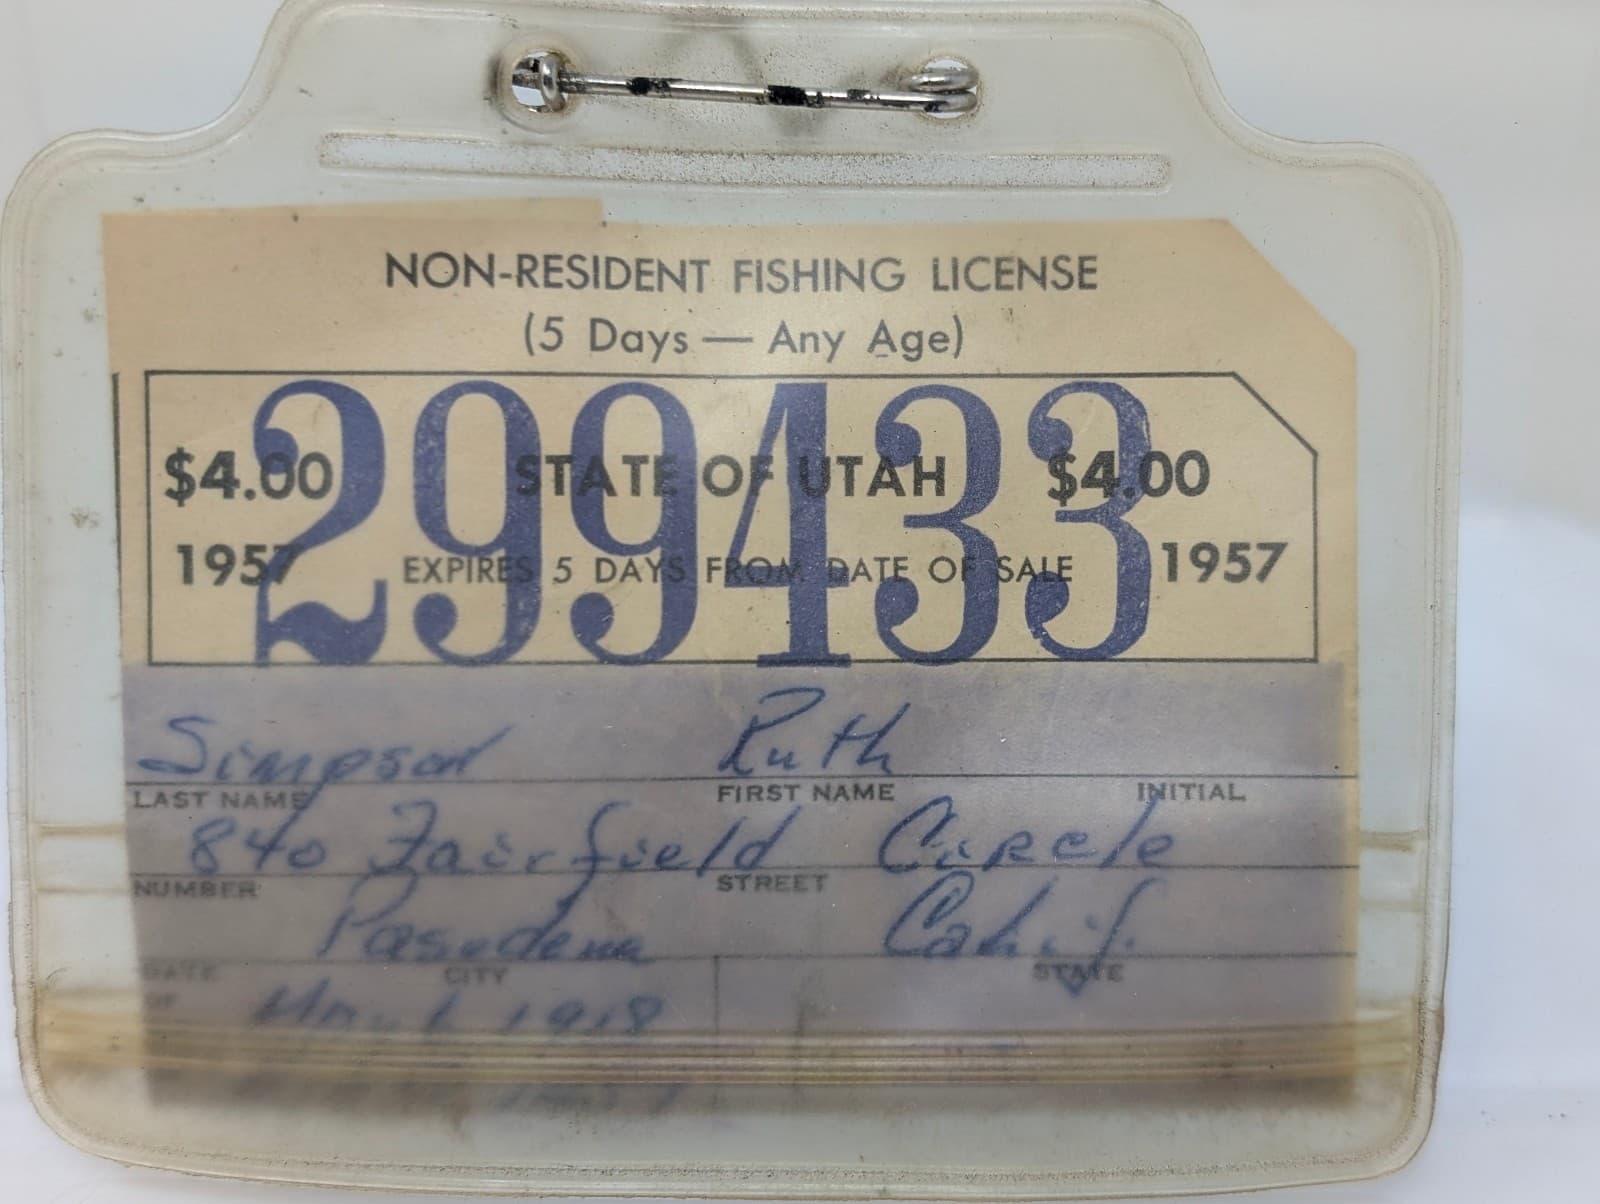 NON-RESIDENT FISHING LICENSE
(5 Days — Any Age)
299433
$4.00 STATE OF UTAH $4.00
1957 EXPIRES 5 DAYS FROM DATE OF SALE 1957
Simpson Ruth
LAST NAME FIRST NAME INITIAL
840 Fairfield Circle
NUMBER STREET
Pasadena Calif.
DATE CITY STATE
OF 1918